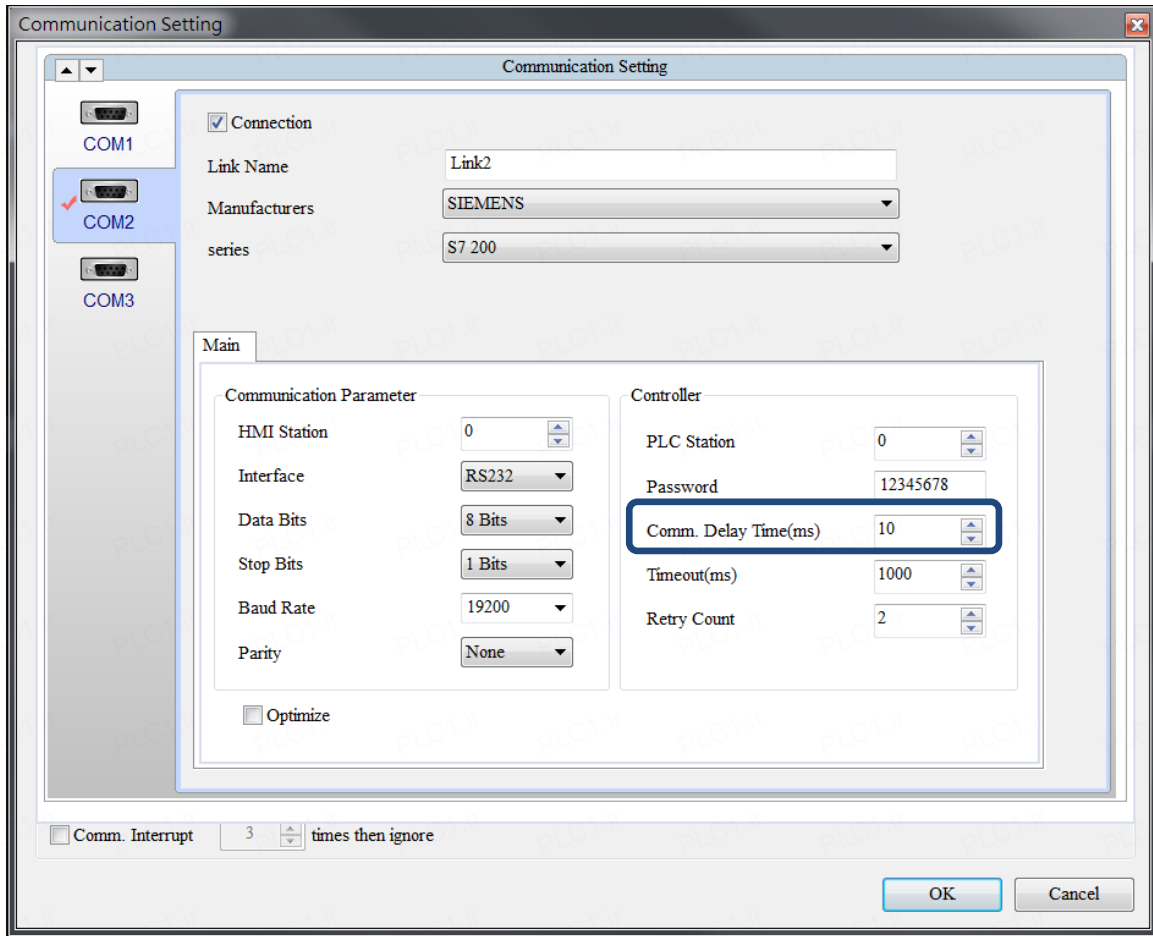 Communication Setting
Communication Setting
COM1
COM2
COM3
Connection
Link Name Link2
Manufacturers SIEMENS
series S7 200
Main
Communication Parameter
HMI Station 0
Interface RS232
Data Bits 8 Bits
Stop Bits 1 Bits
Baud Rate 19200
Parity None
Controller
PLC Station 0
Password 12345678
Comm. Delay Time(ms) 10
Timeout(ms) 1000
Retry Count 2
Optimize
Comm. Interrupt 3 times then ignore
OK Cancel
PLC1.ir